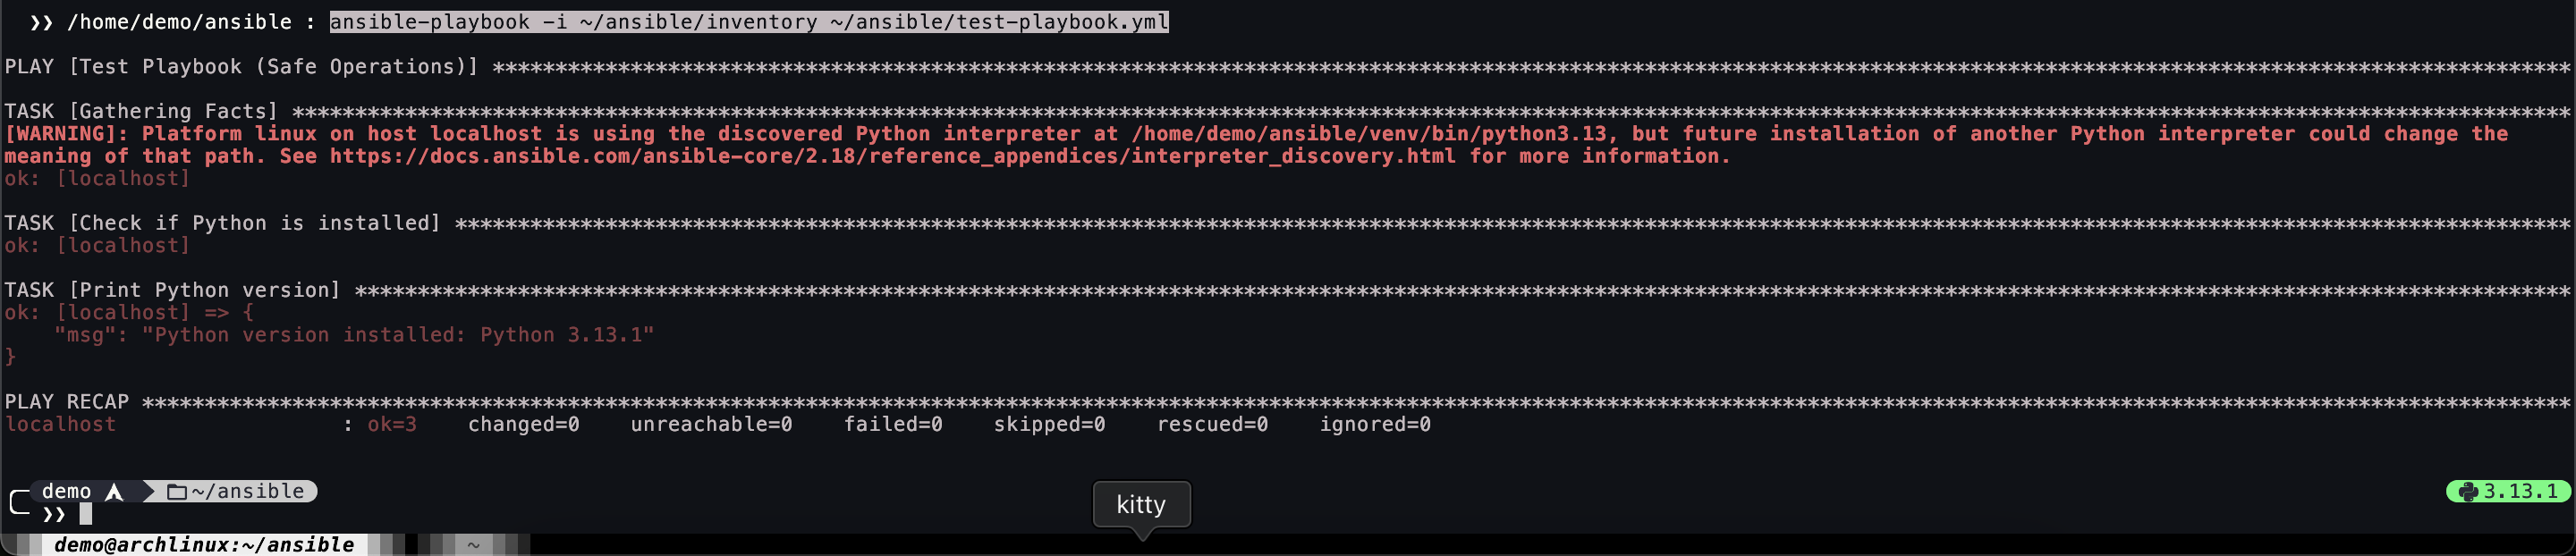 ❯❯ /home/demo/ansible : ansible-playbook -i ~/ansible/inventory ~/ansible/test-playbook.yml
PLAY [Test Playbook (Safe Operations)] ************************************************************************************************************************************************************************
TASK [Gathering Facts] ****************************************************************************************************************************************************************************************
[WARNING]: Platform linux on host localhost is using the discovered Python interpreter at /home/demo/ansible/venv/bin/python3.13, but future installation of another Python interpreter could change the
meaning of that path. See https://docs.ansible.com/ansible-core/2.18/reference_appendices/interpreter_discovery.html for more information.
ok: [localhost]
TASK [Check if Python is installed] ***************************************************************************************************************************************************************************
ok: [localhost]
TASK [Print Python version] ***********************************************************************************************************************************************************************************
ok: [localhost] => {
    "msg": "Python version installed: Python 3.13.1"
}
PLAY RECAP ****************************************************************************************************************************************************************************************************
localhost                  : ok=3    changed=0    unreachable=0    failed=0    skipped=0    rescued=0    ignored=0
demo ~/ansible 3.13.1
❯❯
kitty
demo@archlinux:~/ansible ~